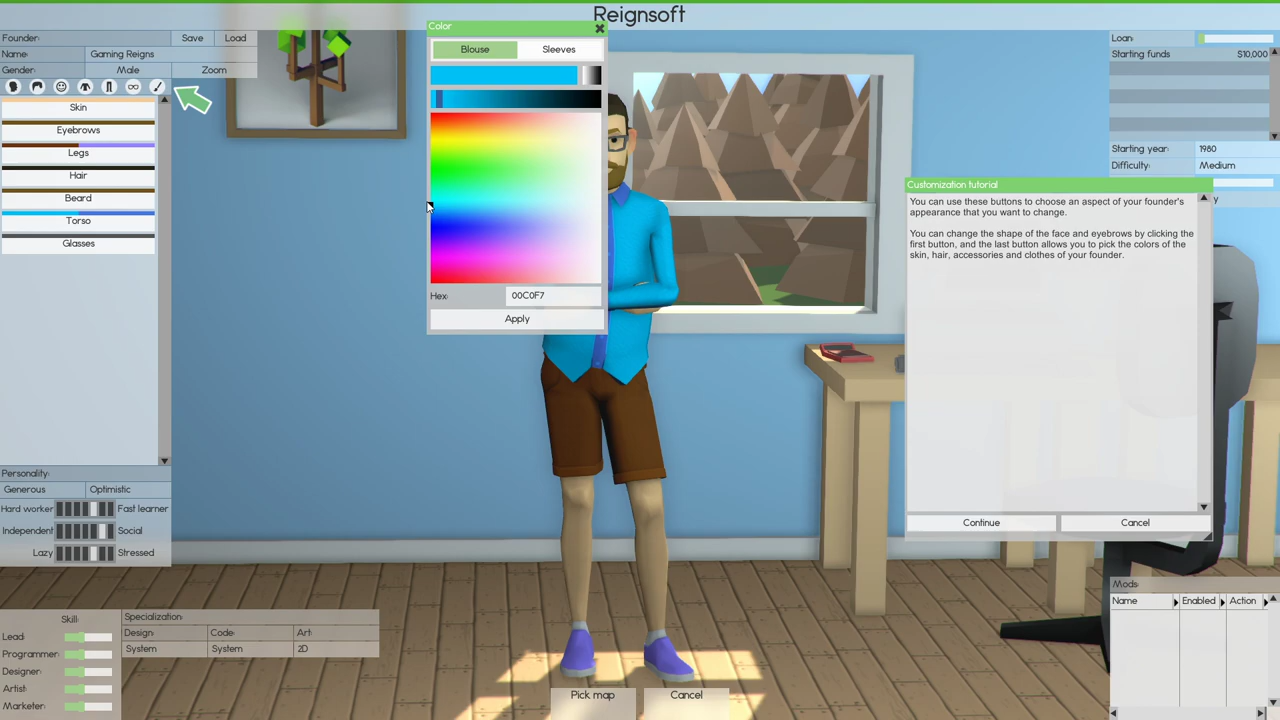 Reignsoft
Founder:
Save
Load
Name:
Gaming Reigns
Gender:
Male
Zoom
Skin
Eyebrows
Legs
Hair
Beard
Torso
Glasses
Color
Blouse
Sleeves
Hex:
00C0F7
Apply
Loan:
Starting funds
$10,000
Starting year:
1980
Difficulty:
Medium
Customization tutorial
You can use these buttons to choose an aspect of your founder's
appearance that you want to change.
You can change the shape of the face and eyebrows by clicking the
first button, and the last button allows you to pick the colors of the
skin, hair, accessories and clothes of your founder.
Continue
Cancel
Personality:
Generous
Optimistic
Hard worker
Fast learner
Independent
Social
Lazy
Stressed
Skill:
Lead:
Programmer:
Designer:
Artist:
Marketer:
Specialization:
Design:
Code:
Art:
System
System
2D
Pick map
Cancel
Mods:
Name
Enabled
Action